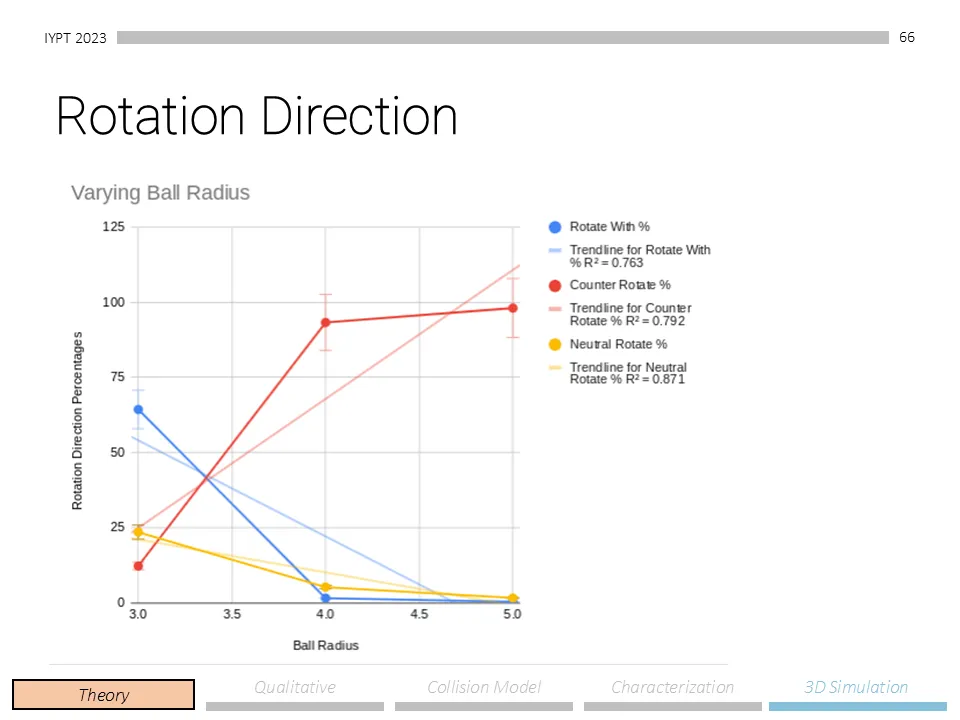 IYPT 2023
66
Rotation Direction
Varying Ball Radius
125
100
75
50
25
0
3.0
3.5
4.0
4.5
5.0
Rotation Direction Percentages
Ball Radius
Rotate With %
Trendline for Rotate With
% R² = 0.763
Counter Rotate %
Trendline for Counter
Rotate % R² = 0.792
Neutral Rotate %
Trendline for Neutral
Rotate % R² = 0.871
Theory
Qualitative
Collision Model
Characterization
3D Simulation